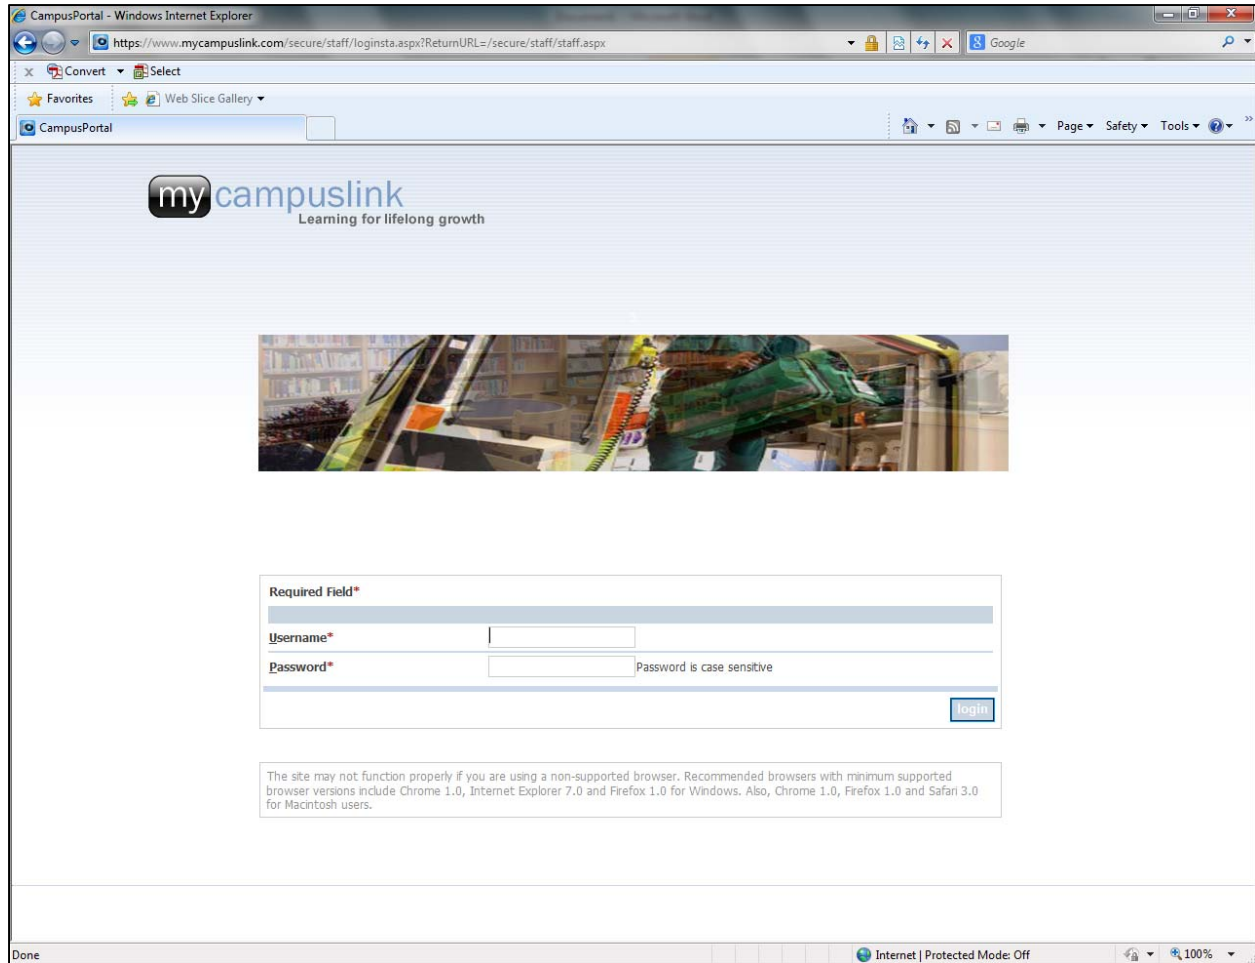 CampusPortal - Windows Internet Explorer
https://www.mycampuslink.com/secure/staff/loginsta.aspx?ReturnURL=/secure/staff/staff.aspx
Google
x Convert Select
Favorites Web Slice Gallery
CampusPortal
Page Safety Tools
my campuslink
Learning for lifelong growth
Required Field*
Username*
Password* Password is case sensitive
login
The site may not function properly if you are using a non-supported browser. Recommended browsers with minimum supported
browser versions include Chrome 1.0, Internet Explorer 7.0 and Firefox 1.0 for Windows. Also, Chrome 1.0, Firefox 1.0 and Safari 3.0
for Macintosh users.
Done Internet | Protected Mode: Off 100%